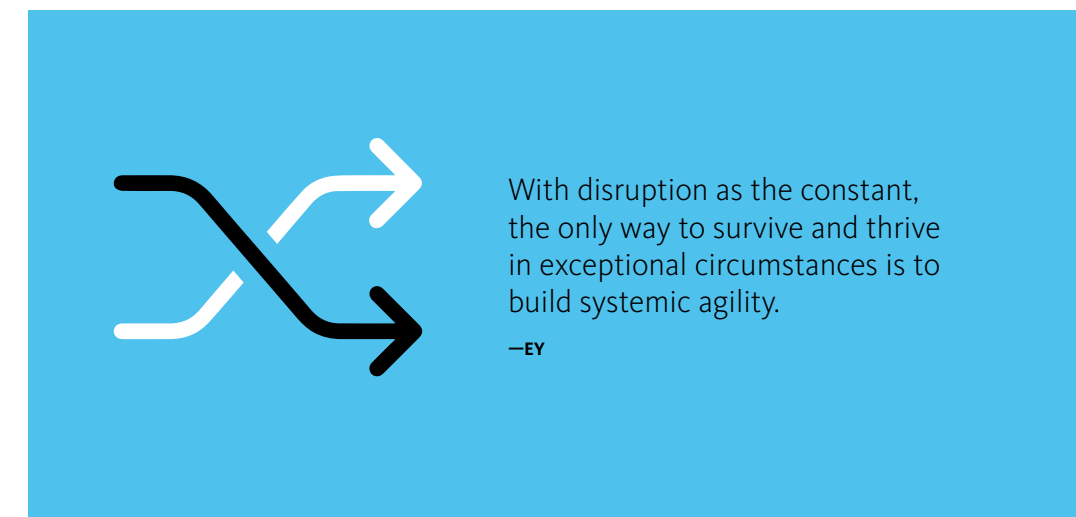 With disruption as the constant,
the only way to survive and thrive
in exceptional circumstances is to
build systemic agility.
—EY